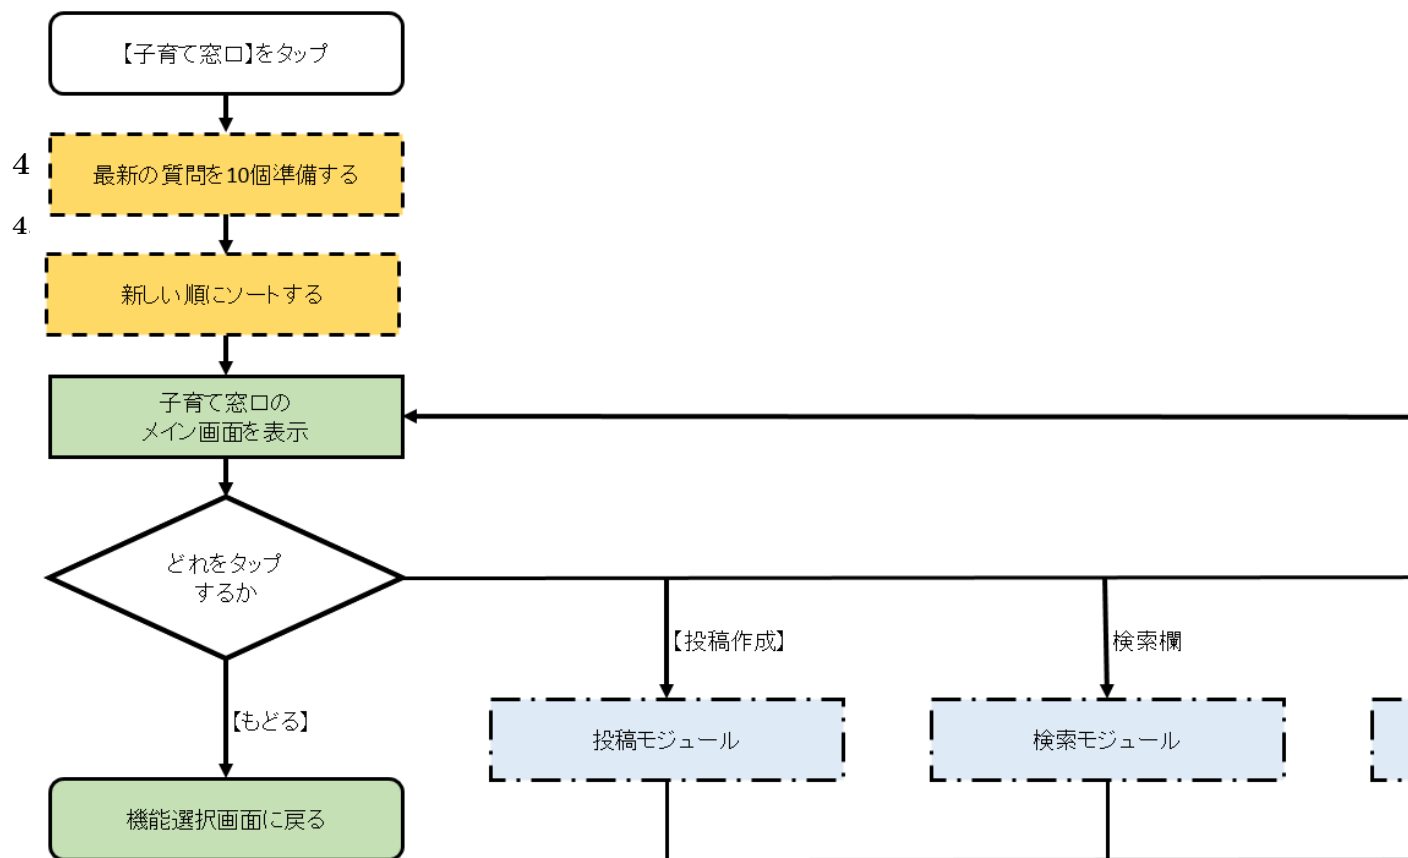 【子育て窓口】をタップ
4
最新の質問を10個準備する
4.
新しい順にソートする
子育て窓口の
メイン画面を表示
どれをタップ
するか
【投稿作成】
検索欄
【もどる】
投稿モジュール
検索モジュール
機能選択画面に戻る